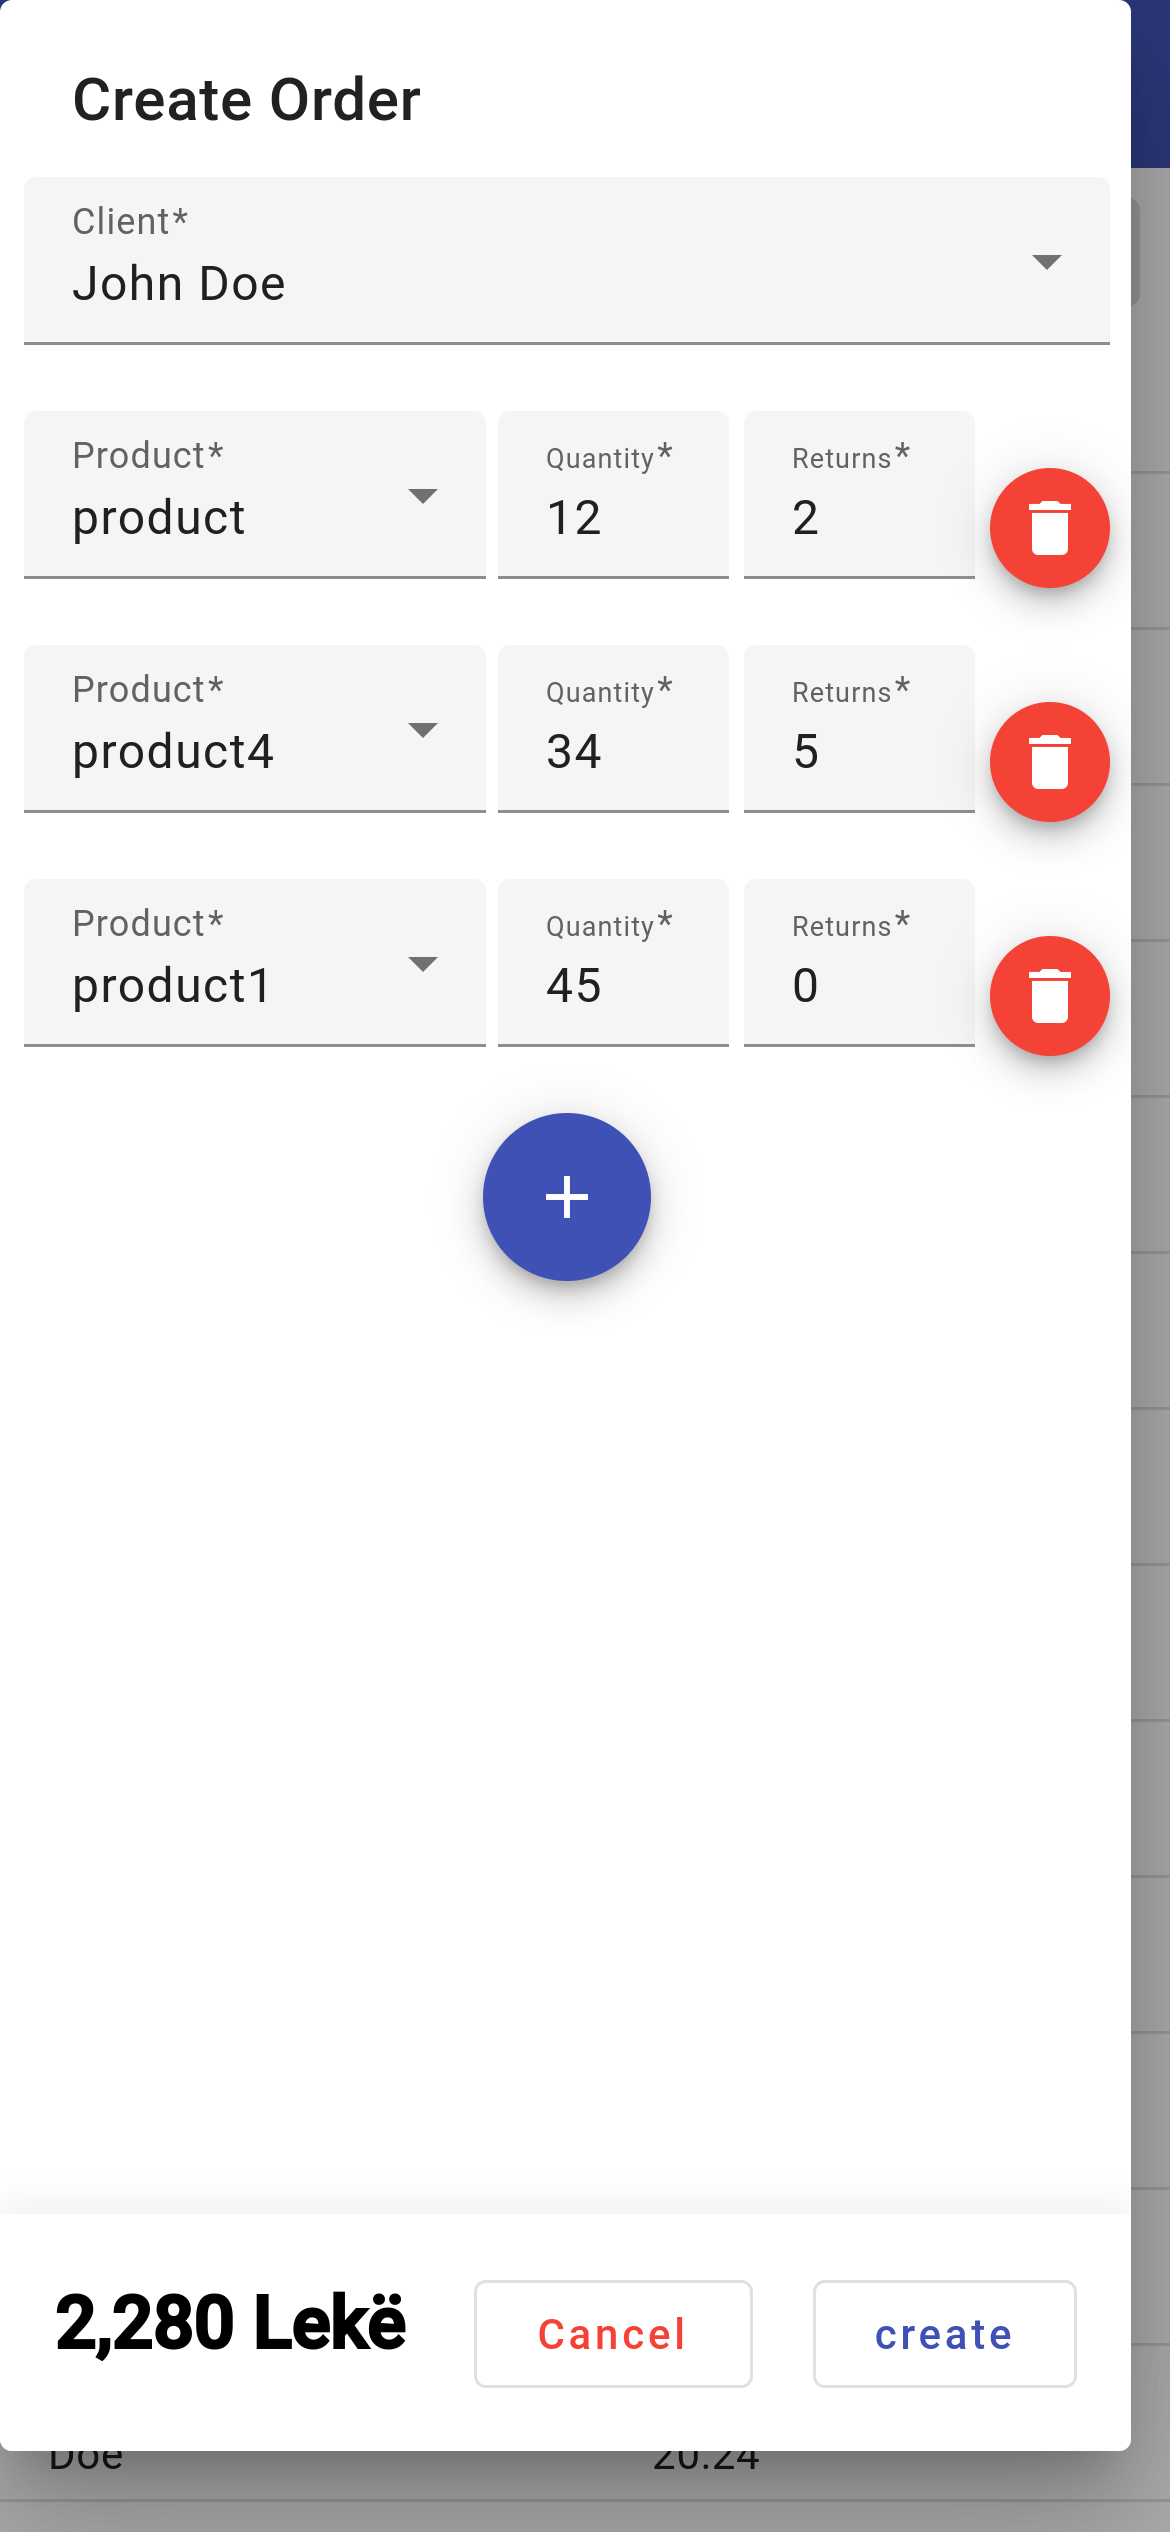 Create Order
Client*
John Doe
Product* Quantity* Returns*
product 12 2
Product* Quantity* Returns*
product4 34 5
Product* Quantity* Returns*
product1 45 0
2,280 Lekë Cancel create
Doe 20.24